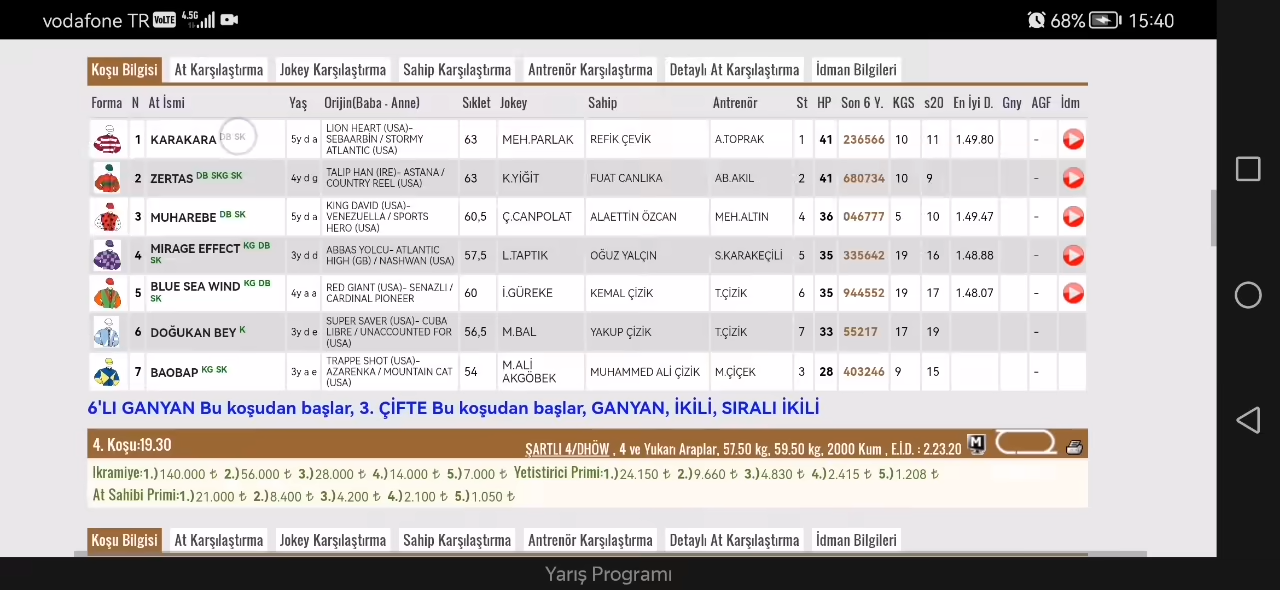 vodafone TR VoLTE 4.5G 68% 15:40
Koşu Bilgisi At Karşılaştırma Jokey Karşılaştırma Sahip Karşılaştırma Antrenör Karşılaştırma Detaylı At Karşılaştırma İdman Bilgileri
Forma N At İsmi Yaş Orijin(Baba - Anne) Sıklet Jokey Sahip Antrenör St HP Son 6 Y. KGS s20 En İyi D. Gny AGF İdm
1 KARAKARA DB SK 5y d a LION HEART (USA)- SEBAARBİN / STORMY ATLANTIC (USA) 63 MEH.PARLAK REFİK ÇEVİK A.TOPRAK 1 41 236566 10 11 1.49.80 -
2 ZERTAS DB SKG SK 4y d g TALIP HAN (IRE)- ASTANA / COUNTRY REEL (USA) 63 K.YİĞİT FUAT CANLIKA AB.AKIL 2 41 680734 10 9 -
3 MUHAREBE DB SK 5y d a KING DAVID (USA)- VENEZUELLA / SPORTS HERO (USA) 60,5 Ç.CANPOLAT ALAETTİN ÖZCAN MEH.ALTIN 4 36 046777 5 10 1.49.47 -
4 MIRAGE EFFECT KG DB SK 3y d d ABBAS YOLCU- ATLANTIC HIGH (GB) / NASHWAN (USA) 57,5 L.TAPTIK OĞUZ YALÇIN S.KARAKEÇİLİ 5 35 335642 19 16 1.48.88 -
5 BLUE SEA WIND KG DB SK 4y a a RED GIANT (USA)- SENAZLI / CARDINAL PIONEER 60 İ.GÜREKE KEMAL ÇİZİK T.ÇİZİK 6 35 944552 19 17 1.48.07 -
6 DOĞUKAN BEY K 3y d e SUPER SAVER (USA)- CUBA LIBRE / UNACCOUNTED FOR (USA) 56,5 M.BAL YAKUP ÇİZİK T.ÇİZİK 7 33 55217 17 19 -
7 BAOBAP KG SK 3y a e TRAPPE SHOT (USA)- AZARENKA / MOUNTAIN CAT (USA) 54 M.ALİ AKGÖBEK MUHAMMED ALİ ÇİZİK M.ÇİÇEK 3 28 403246 9 15 -
6'LI GANYAN Bu koşudan başlar, 3. ÇİFTE Bu koşudan başlar, GANYAN, İKİLİ, SIRALI İKİLİ
4. Koşu:19.30 ŞARTLI 4/DHÖW , 4 ve Yukarı Araplar, 57.50 kg, 59.50 kg, 2000 Kum , E.İ.D. : 2.23.20 M
Ikramiye:1.)140.000 ₺ 2.)56.000 ₺ 3.)28.000 ₺ 4.)14.000 ₺ 5.)7.000 ₺ Yetistirici Primi:1.)24.150 ₺ 2.)9.660 ₺ 3.)4.830 ₺ 4.)2.415 ₺ 5.)1.208 ₺
At Sahibi Primi:1.)21.000 ₺ 2.)8.400 ₺ 3.)4.200 ₺ 4.)2.100 ₺ 5.)1.050 ₺
Koşu Bilgisi At Karşılaştırma Jokey Karşılaştırma Sahip Karşılaştırma Antrenör Karşılaştırma Detaylı At Karşılaştırma İdman Bilgileri
Yarış Programı